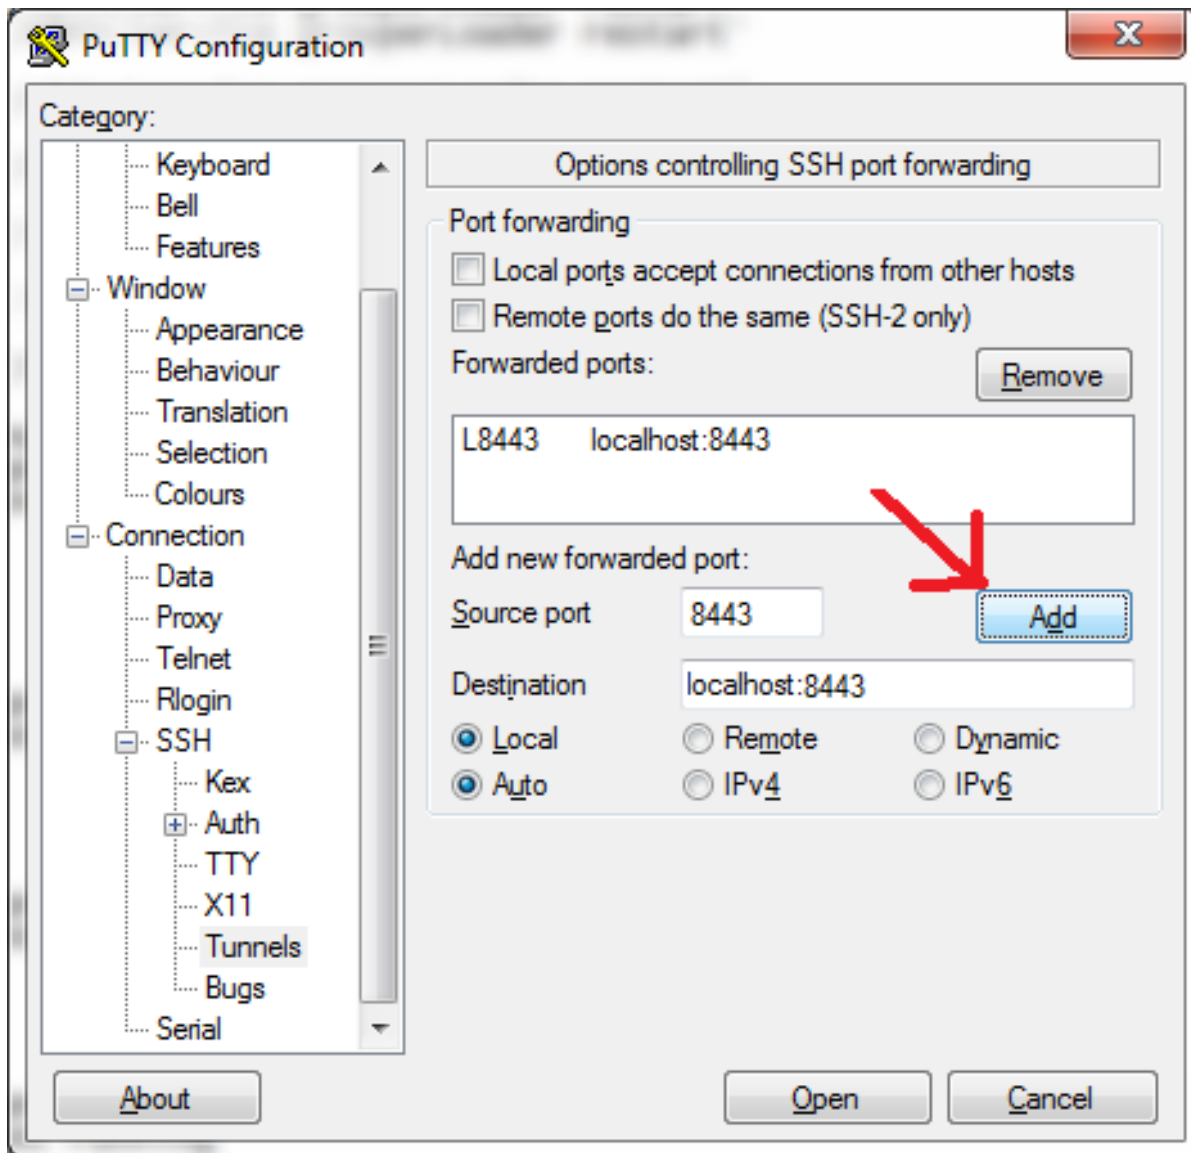 PuTTY Configuration
Category:
Keyboard
Bell
Features
Window
Appearance
Behaviour
Translation
Selection
Colours
Connection
Data
Proxy
Telnet
Rlogin
SSH
Kex
Auth
TTY
X11
Tunnels
Bugs
Serial
Options controlling SSH port forwarding
Port forwarding
Local ports accept connections from other hosts
Remote ports do the same (SSH-2 only)
Forwarded ports:
Remove
L8443 localhost:8443
Add new forwarded port:
Source port 8443 Add
Destination localhost:8443
Local Remote Dynamic
Auto IPv4 IPv6
About Open Cancel